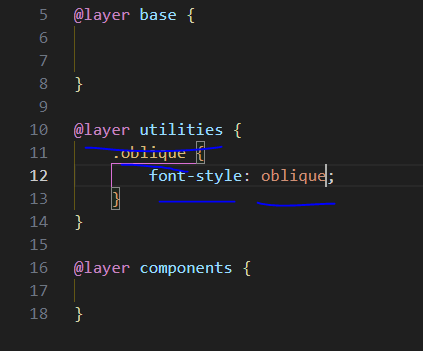 5 @layer base {
6
7
8 }
9
10 @layer utilities {
11 .oblique {
12 font-style: oblique;
13 }
14 }
15
16 @layer components {
17
18 }